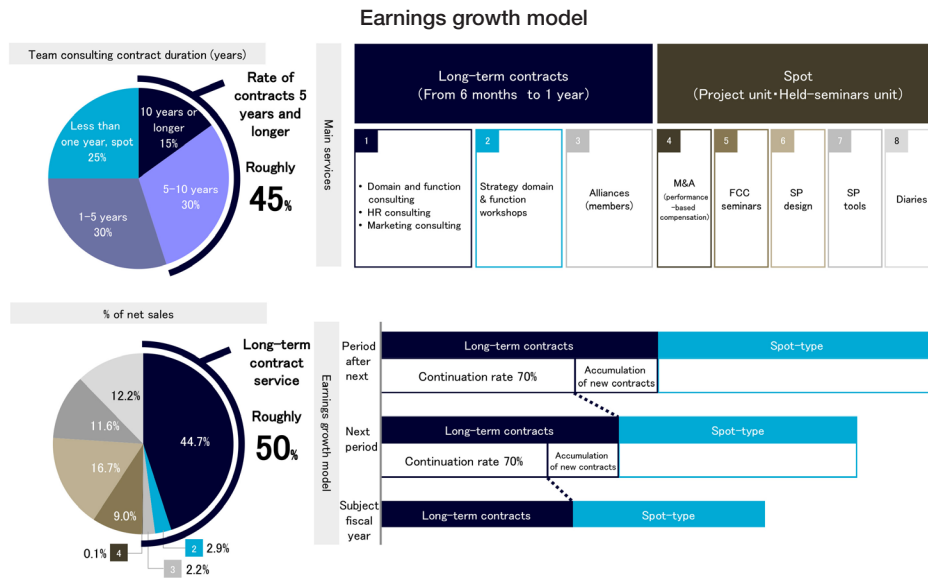 Earnings growth model
Team consulting contract duration (years)
Less than
one year, spot
25%
10 years or
longer
15%
5-10 years
30%
1-5 years
30%
Rate of
contracts 5
years and
longer
Roughly
45%
Main services
Long-term contracts
(From 6 months to 1 year)
Spot
(Project unit・Held-seminars unit)
1
• Domain and function
consulting
• HR consulting
• Marketing consulting
2
Strategy domain
& function
workshops
3
Alliances
(members)
4
M&A
(performance
-based
compensation)
5
FCC
seminars
6
SP
design
7
SP
tools
8
Diaries
% of net sales
12.2%
11.6%
16.7%
9.0%
44.7%
0.1% 4
2 2.9%
3 2.2%
Long-term
contract
service
Roughly
50%
Earnings growth model
Period
after
next
Long-term contracts
Spot-type
Continuation rate 70%
Accumulation
of new contracts
Next
period
Long-term contracts
Spot-type
Continuation rate 70%
Accumulation
of new contracts
Subject
fiscal
year
Long-term contracts
Spot-type